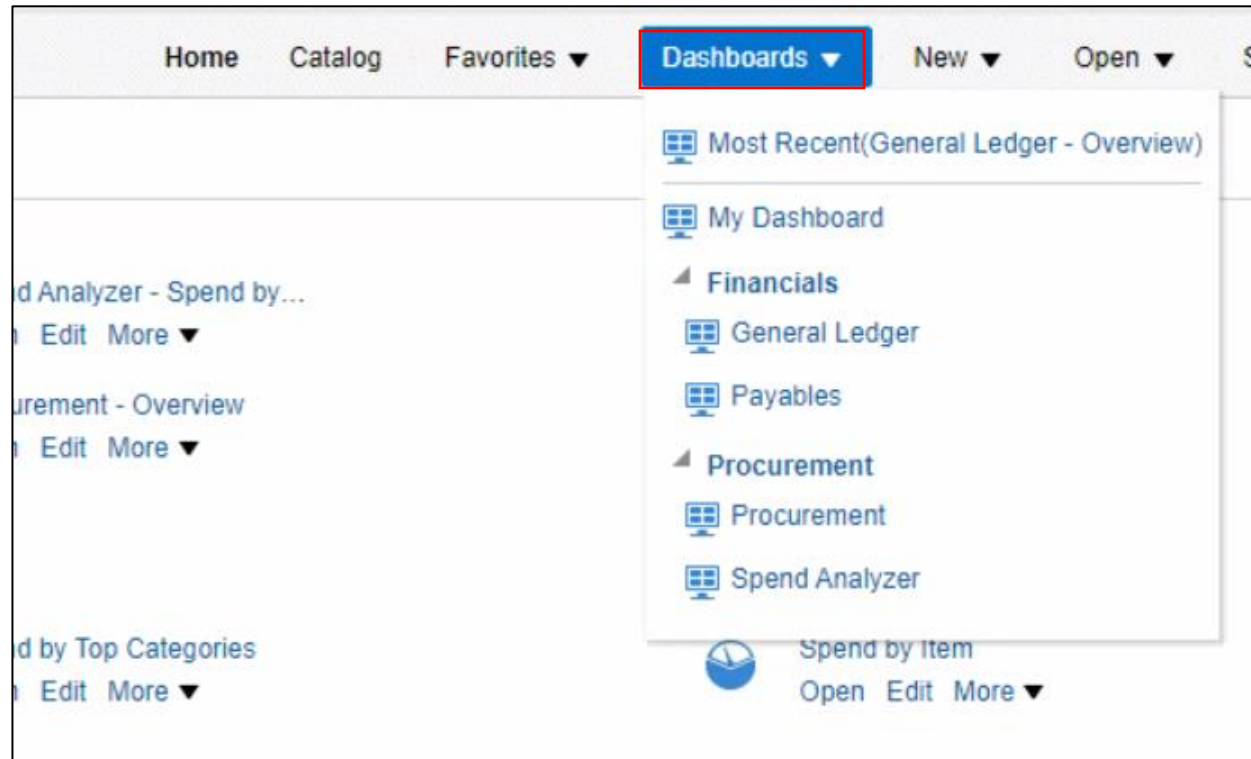 Home Catalog Favorites Dashboards New Open
Most Recent(General Ledger - Overview)
My Dashboard
Financials
General Ledger
Payables
Procurement
Procurement
Spend Analyzer
Analyzer - Spend by...
Edit More
- Overview
Edit More
by Top Categories
Edit More
Spend by Item
Open Edit More